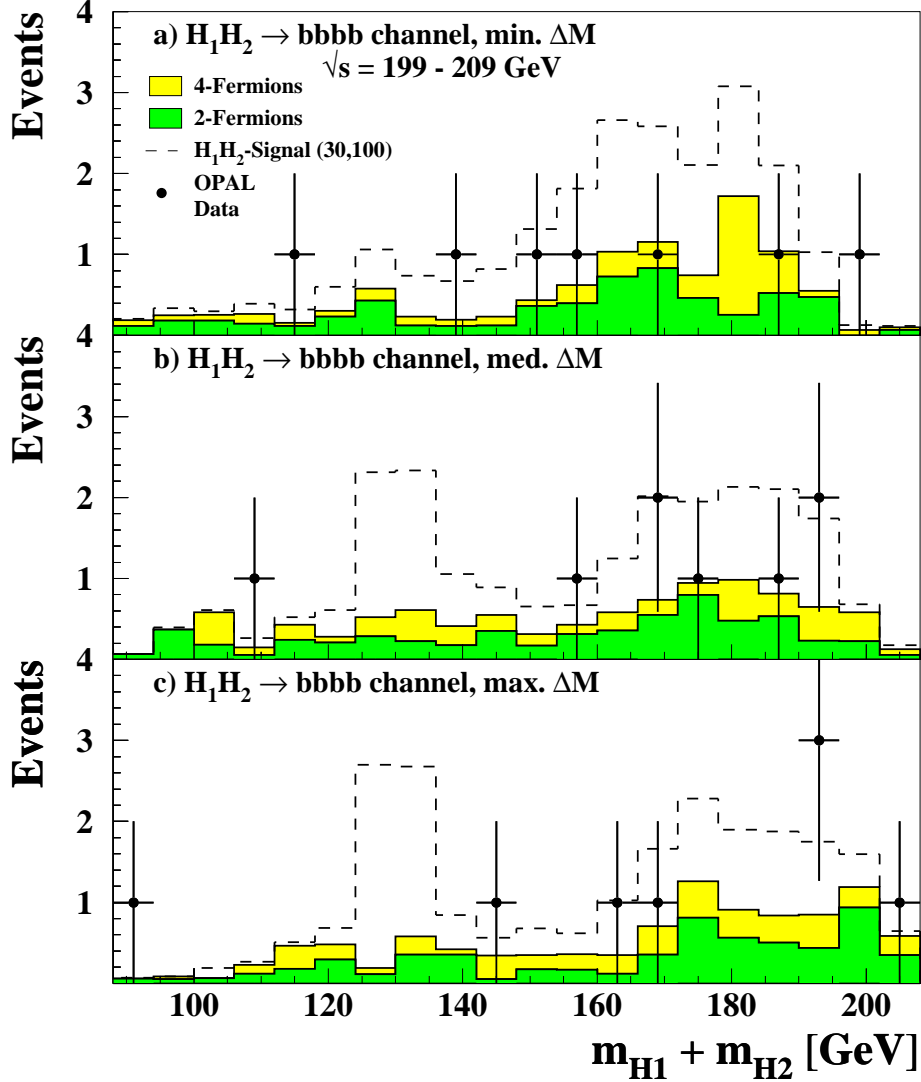 a) H₁H₂ → bbbb channel, min. ΔM
√s = 199 - 209 GeV
4-Fermions
2-Fermions
H₁H₂-Signal (30,100)
OPAL
Data
Events
4
3
2
1
b) H₁H₂ → bbbb channel, med. ΔM
Events
4
3
2
1
c) H₁H₂ → bbbb channel, max. ΔM
Events
4
3
2
1
100 120 140 160 180 200
m_H1 + m_H2 [GeV]